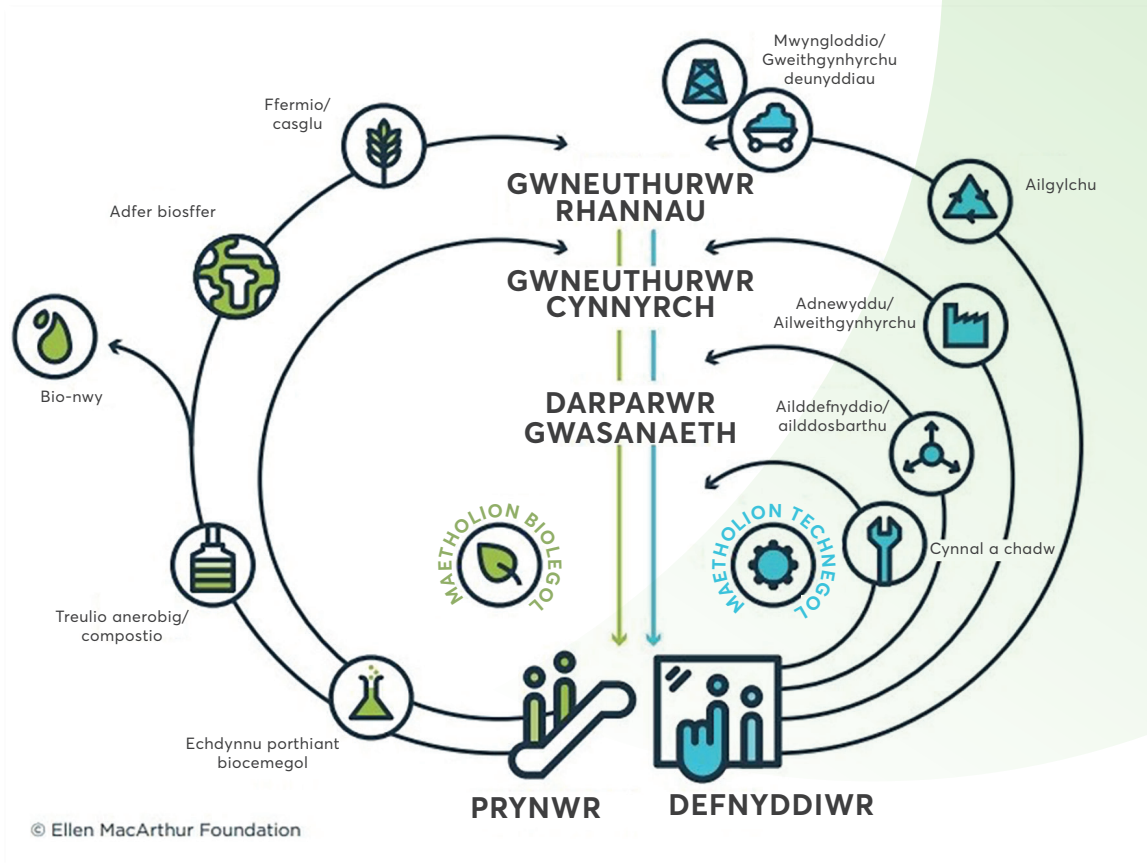 Mwyngloddio/
Gweithgynhyrchu
deunyddiau
Ffermio/
casglu
GWNEUTHURWR
RHANNAU
Ailgylchu
Adfer biosffer
GWNEUTHURWR
CYNNYRCH
Adnewyddu/
Ailweithgynhyrchu
Bio-nwy
DARPARWR
GWASANAETH
Ailddefnyddio/
ailddosbarthu
MAETHOLION BIOLEGOL
MAETHOLION TECHNEGOL
Cynnal a chadw
Treulio anerobig/
compostio
Echdynnu porthiant
biocemegol
PRYNWR
DEFNYDDIWR
© Ellen MacArthur Foundation